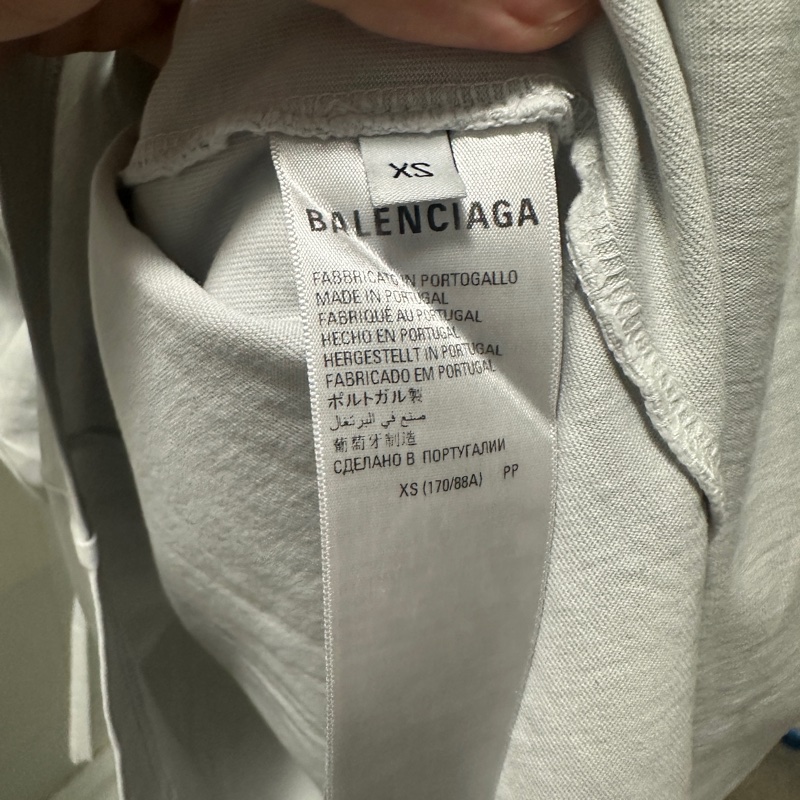 XS
BALENCIAGA
FABBRICATO IN PORTOGALLO
MADE IN PORTUGAL
FABRIQUÉ AU PORTUGAL
HECHO EN PORTUGAL
HERGESTELLT IN PORTUGAL
FABRICADO EM PORTUGAL
ポルトガル製
صنع في البرتغال
葡萄牙制造
СДЕЛАНО В ПОРТУГАЛИИ
XS (170/88A) PP